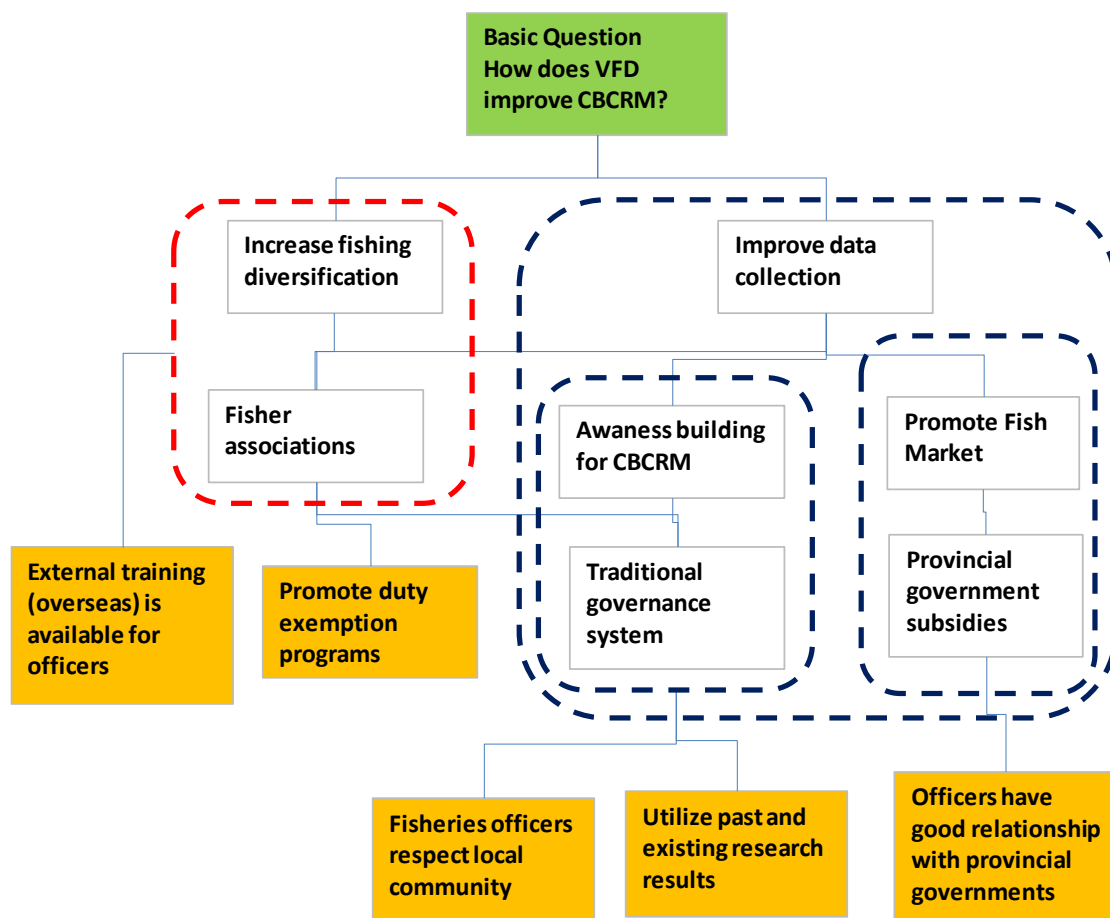 Basic Question
How does VFD
improve CBCRM?
Increase fishing
diversification
Improve data
collection
Fisher
associations
Awaness building
for CBCRM
Promote Fish
Market
External training
(overseas) is
available for
officers
Promote duty
exemption
programs
Traditional
governance
system
Provincial
government
subsidies
Fisheries officers
respect local
community
Utilize past and
existing research
results
Officers have
good relationship
with provincial
governments